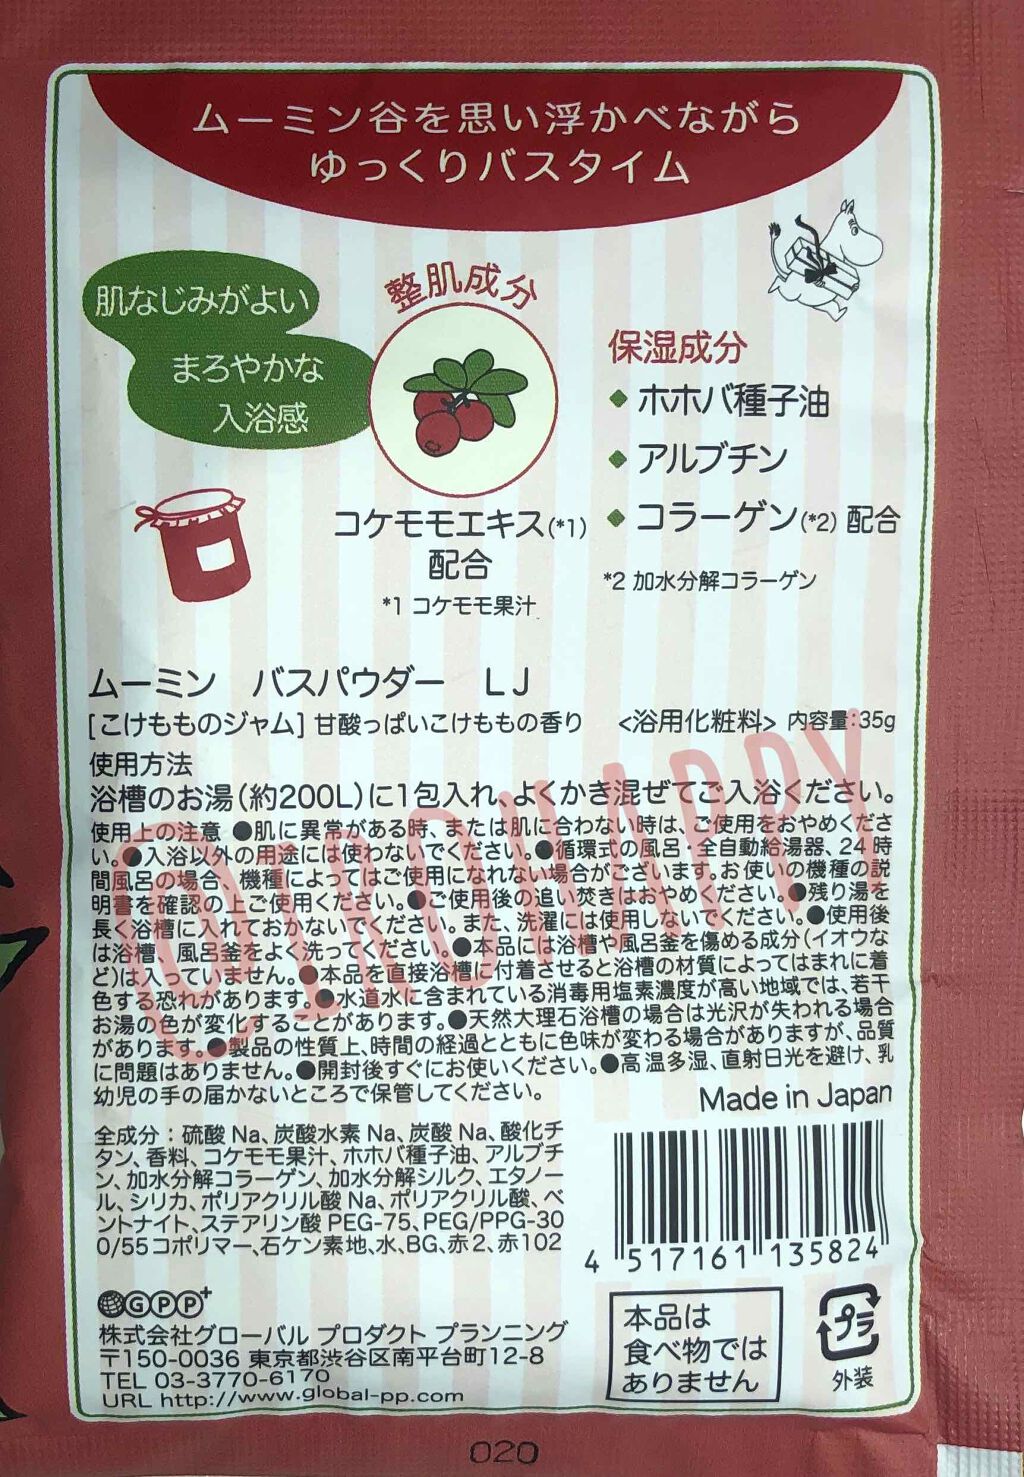 ムーミン谷を思い浮かべながら
ゆっくりバスタイム
肌なじみがよい
まろやかな
入浴感
整肌成分
コケモモエキス(*1)
配合
*1 コケモモ果汁
保湿成分
◆ ホホバ種子油
◆ アルブチン
◆ コラーゲン(*2) 配合
*2 加水分解コラーゲン
ムーミン バスパウダー LJ
[こけもものジャム] 甘酸っぱいこけももの香り <浴用化粧料> 内容量:35g
使用方法
浴槽のお湯(約200L)に1包入れ、よくかき混ぜてご入浴ください。
使用上の注意 ●肌に異常がある時、または肌に合わない時は、ご使用をおやめくださ
い。●入浴以外の用途には使わないでください。●循環式の風呂・全自動給湯器、24時
間風呂の場合、機種によってはご使用になれない場合がございます。お使いの機種の説
明書を確認の上ご使用ください。●ご使用後の追い焚きはおやめください。●残り湯を
長く浴槽に入れておかないでください。また、洗濯には使用しないでください。●使用後
は浴槽、風呂釜をよく洗ってください。●本品には浴槽や風呂釜を傷める成分(イオウな
ど)は入っていません。●本品を直接浴槽に付着させると浴槽の材質によってはまれに着
色する恐れがあります。●水道水に含まれている消毒用塩素濃度が高い地域では、若干
お湯の色が変化することがあります。●天然大理石浴槽の場合は光沢が失われる場合
があります。●製品の性質上、時間の経過とともに色味が変わる場合がありますが、品質
に問題はありません。●開封後すぐにお使いください。●高温多湿、直射日光を避け、乳
幼児の手の届かないところで保管してください。
Made in Japan
全成分：硫酸Na、炭酸水素Na、炭酸Na、酸化チ
タン、香料、コケモモ果汁、ホホバ種子油、アルブチ
ン、加水分解コラーゲン、加水分解シルク、エタノー
ル、シリカ、ポリアクリル酸Na、ポリアクリル酸、ベ
ントナイト、ステアリン酸PEG-75、PEG/PPG-30
0/55コポリマー、石ケン素地、水、BG、赤2、赤102
4 517161 135824
GPP+
株式会社グローバル プロダクト プランニング
〒150-0036 東京都渋谷区南平台町12-8
TEL 03-3770-6170
URL http://www.global-pp.com
本品は
食べ物では
ありません
プラ
外装
020
@IROHAPPY